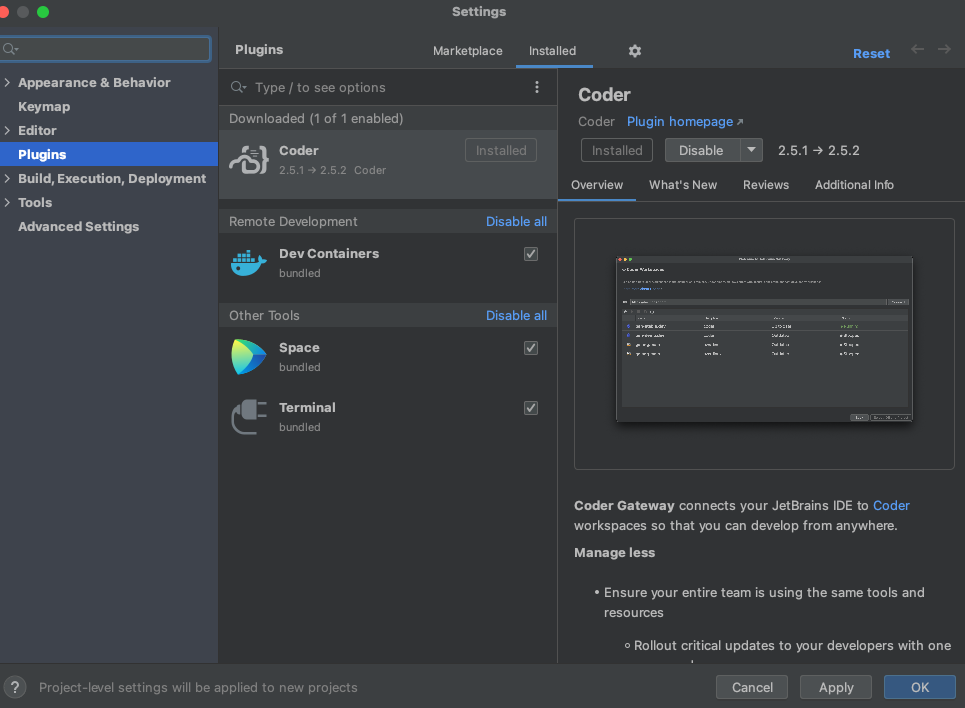 Settings
Appearance & Behavior
Keymap
Editor
Plugins
Build, Execution, Deployment
Tools
Advanced Settings
Plugins
Marketplace
Installed
Reset
Type / to see options
Downloaded (1 of 1 enabled)
Coder
Installed
2.5.1 → 2.5.2 Coder
Remote Development
Disable all
Dev Containers
bundled
Other Tools
Disable all
Space
bundled
Terminal
bundled
Coder
Coder Plugin homepage ↗
Installed
Disable
2.5.1 → 2.5.2
Overview
What's New
Reviews
Additional Info
Coder Gateway connects your JetBrains IDE to Coder
workspaces so that you can develop from anywhere.
Manage less
• Ensure your entire team is using the same tools and
resources
Rollout critical updates to your developers with one
? Project-level settings will be applied to new projects
Cancel
Apply
OK